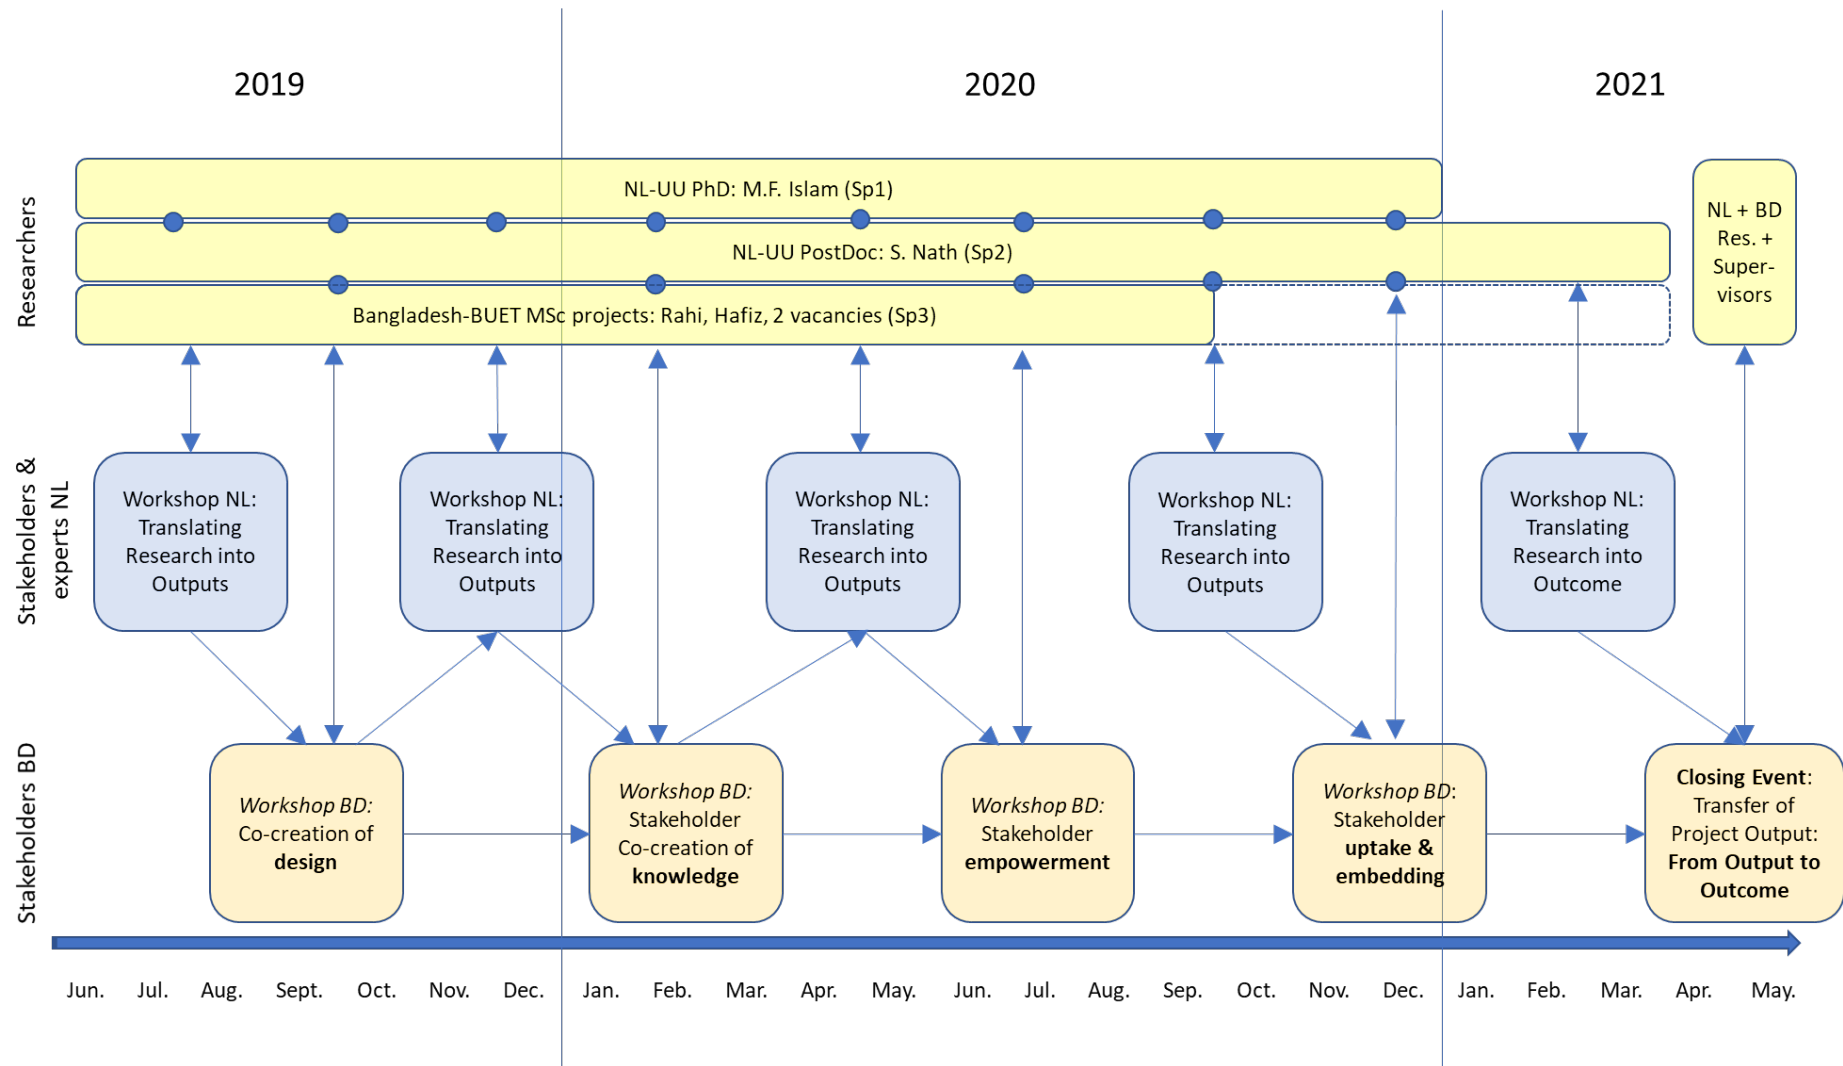 2019
2020
2021
Researchers
NL-UU PhD: M.F. Islam (Sp1)
NL-UU PostDoc: S. Nath (Sp2)
Bangladesh-BUET MSc projects: Rahi, Hafiz, 2 vacancies (Sp3)
NL + BD
Res. +
Super-
visors
Stakeholders &
experts NL
Workshop NL:
Translating
Research into
Outputs
Workshop NL:
Translating
Research into
Outputs
Workshop NL:
Translating
Research into
Outputs
Workshop NL:
Translating
Research into
Outputs
Workshop NL:
Translating
Research into
Outcome
Stakeholders BD
Workshop BD:
Co-creation of
design
Workshop BD:
Stakeholder
Co-creation of
knowledge
Workshop BD:
Stakeholder
empowerment
Workshop BD:
Stakeholder
uptake &
embedding
Closing Event:
Transfer of
Project Output:
From Output to
Outcome
Jun. Jul. Aug. Sept. Oct. Nov. Dec. Jan. Feb. Mar. Apr. May. Jun. Jul. Aug. Sep. Oct. Nov. Dec. Jan. Feb. Mar. Apr. May.